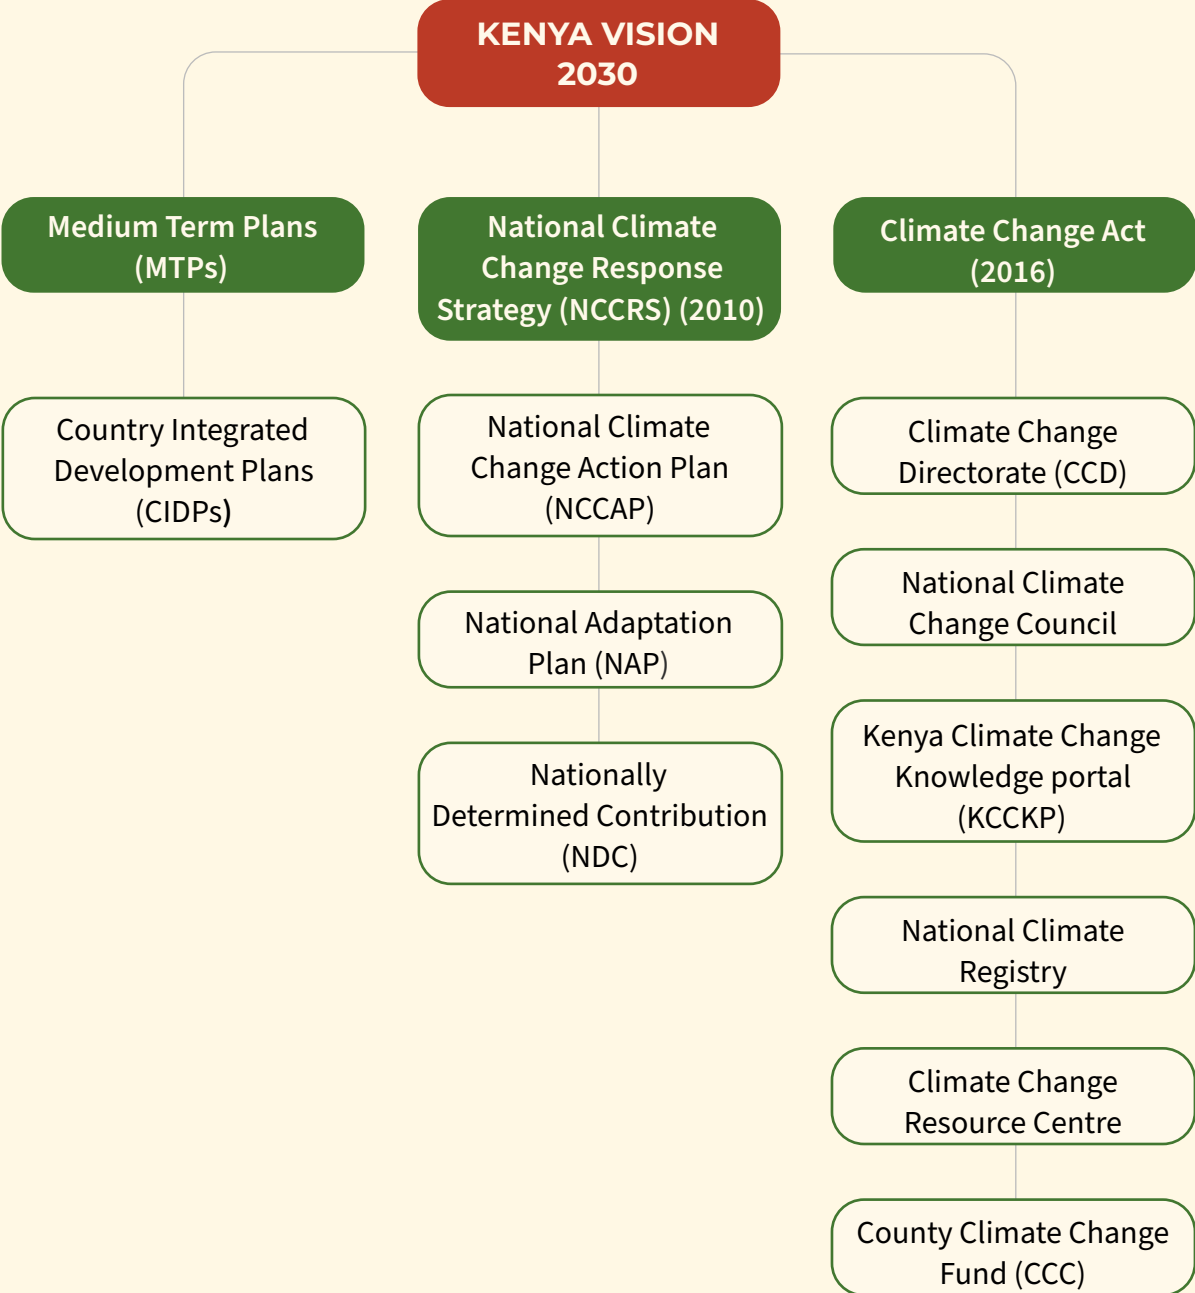 KENYA VISION
2030
Medium Term Plans
(MTPs)
Country Integrated
Development Plans
(CIDPs)
National Climate
Change Response
Strategy (NCCRS) (2010)
National Climate
Change Action Plan
(NCCAP)
National Adaptation
Plan (NAP)
Nationally
Determined Contribution
(NDC)
Climate Change Act
(2016)
Climate Change
Directorate (CCD)
National Climate
Change Council
Kenya Climate Change
Knowledge portal
(KCCKP)
National Climate
Registry
Climate Change
Resource Centre
County Climate Change
Fund (CCC)